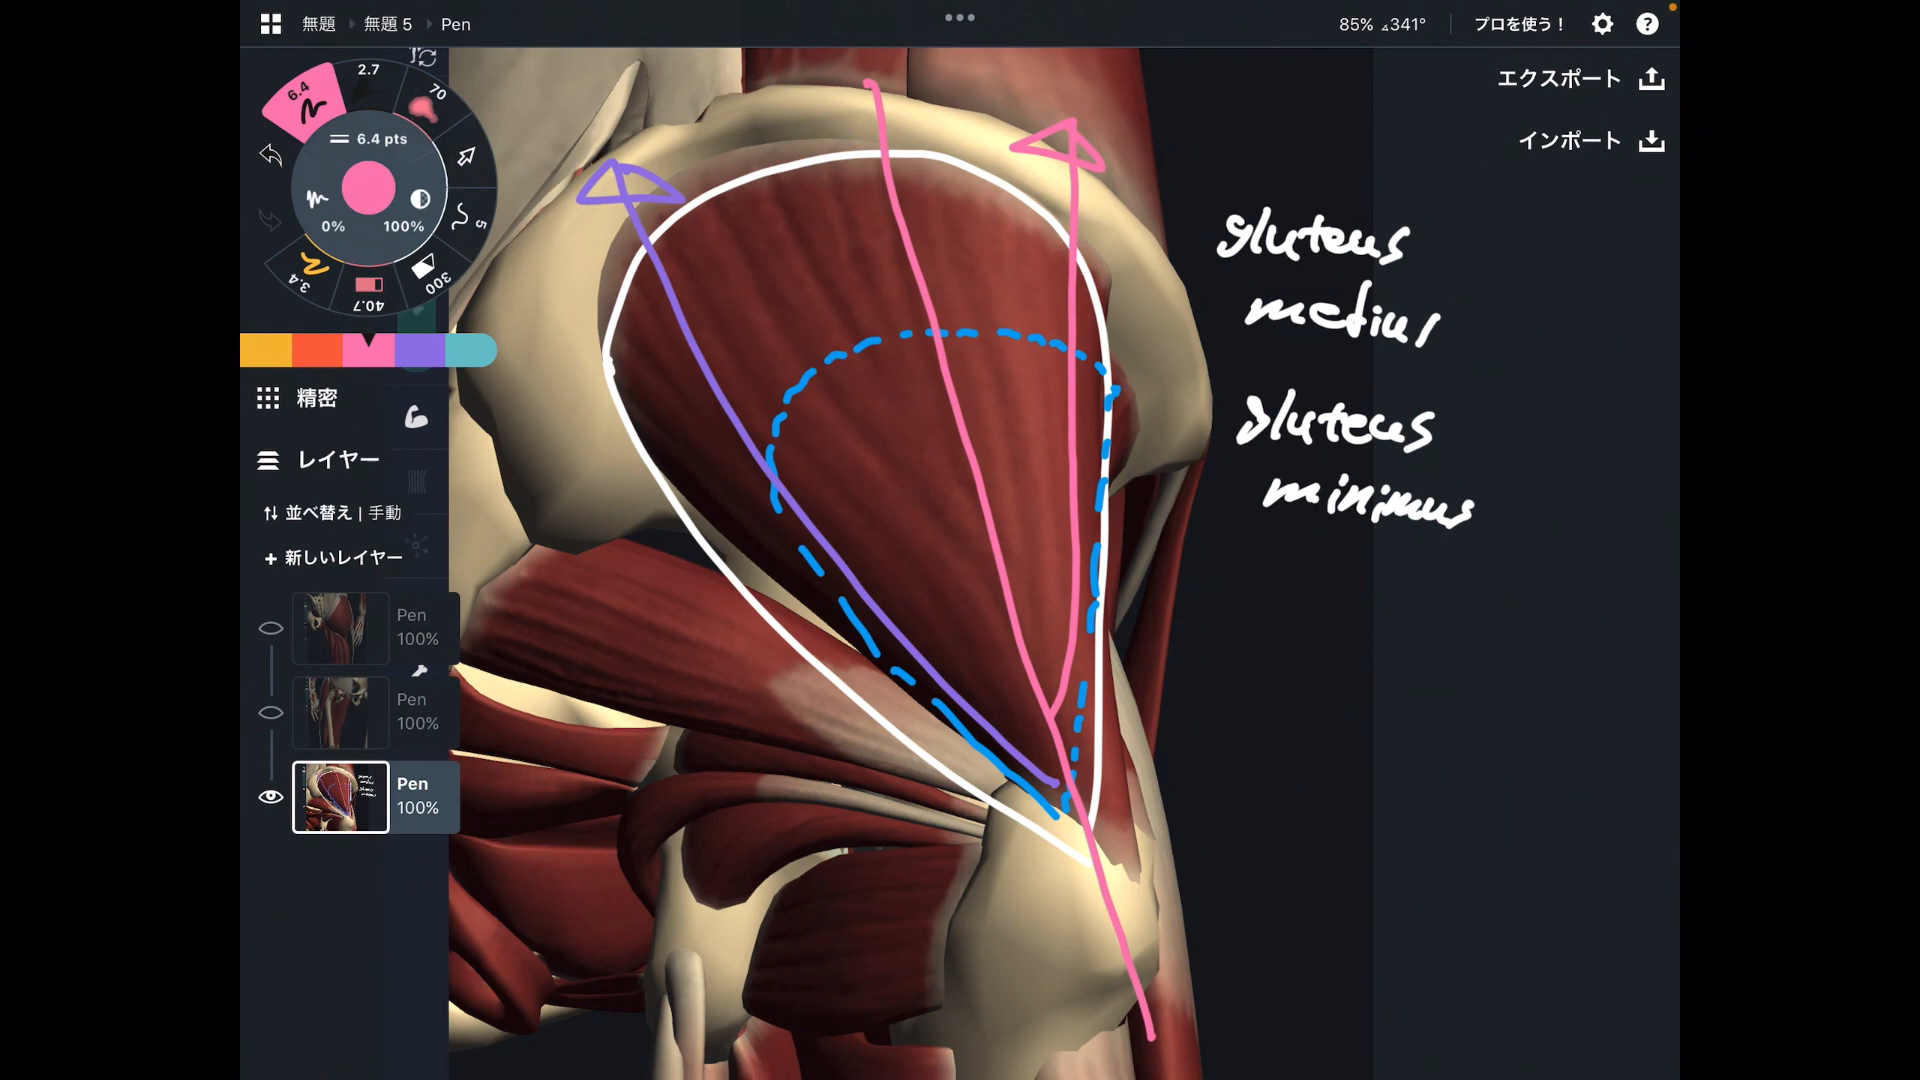 無題 無題 5 Pen
85% ⊿341°
プロを使う！
エクスポート
インポート
2.7
6.4
70
6.4 pts
0% 100%
5
3.4
40.7
300
精密
レイヤー
並べ替え | 手動
+ 新しいレイヤー
Pen
100%
Pen
100%
Pen
100%
gluteus
medius
gluteus
minimus